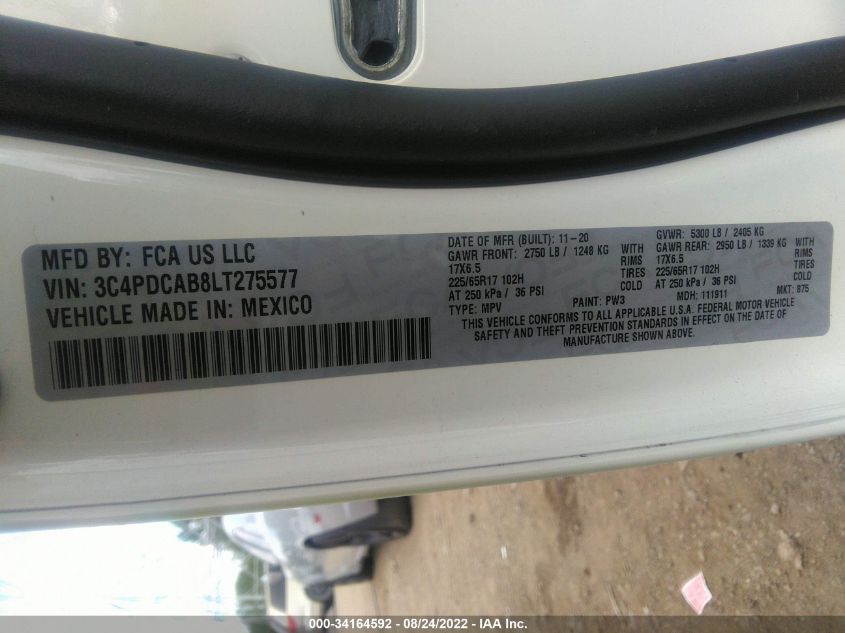 MFD BY: FCA US LLC
VIN: 3C4PDCAB8LT275577
VEHICLE MADE IN: MEXICO
DATE OF MFR (BUILT): 11-20 GVWR: 5300 LB / 2405 KG
GAWR FRONT: 2750 LB / 1248 KG WITH GAWR REAR: 2950 LB / 1339 KG WITH
17X6.5 RIMS 17X6.5 RIMS
225/65R17 102H TIRES 225/65R17 102H TIRES
AT 250 kPa / 36 PSI COLD AT 250 kPa / 36 PSI COLD
TYPE: MPV PAINT: PW3 MDH: 111911 MKT: 875
THIS VEHICLE CONFORMS TO ALL APPLICABLE U.S.A. FEDERAL MOTOR VEHICLE
SAFETY AND THEFT PREVENTION STANDARDS IN EFFECT ON THE DATE OF
MANUFACTURE SHOWN ABOVE.
000-34164592 - 08/24/2022 - IAA Inc.